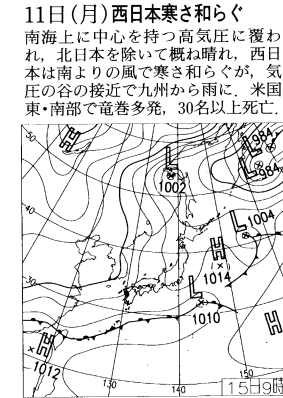 11日(月)西日本寒さ和らぐ
南海上に中心を持つ高気圧に覆わ
れ，北日本を除いて概ね晴れ，西日
本は南よりの風で寒さ和らぐが，気
圧の谷の接近で九州から雨に．米国
東・南部で竜巻多発，30名以上死亡．
50
H
L
1002
L
984
L
984
40
L
1004
H
1014
30
L
1010
H
H
1012
130
140
150
15日9時